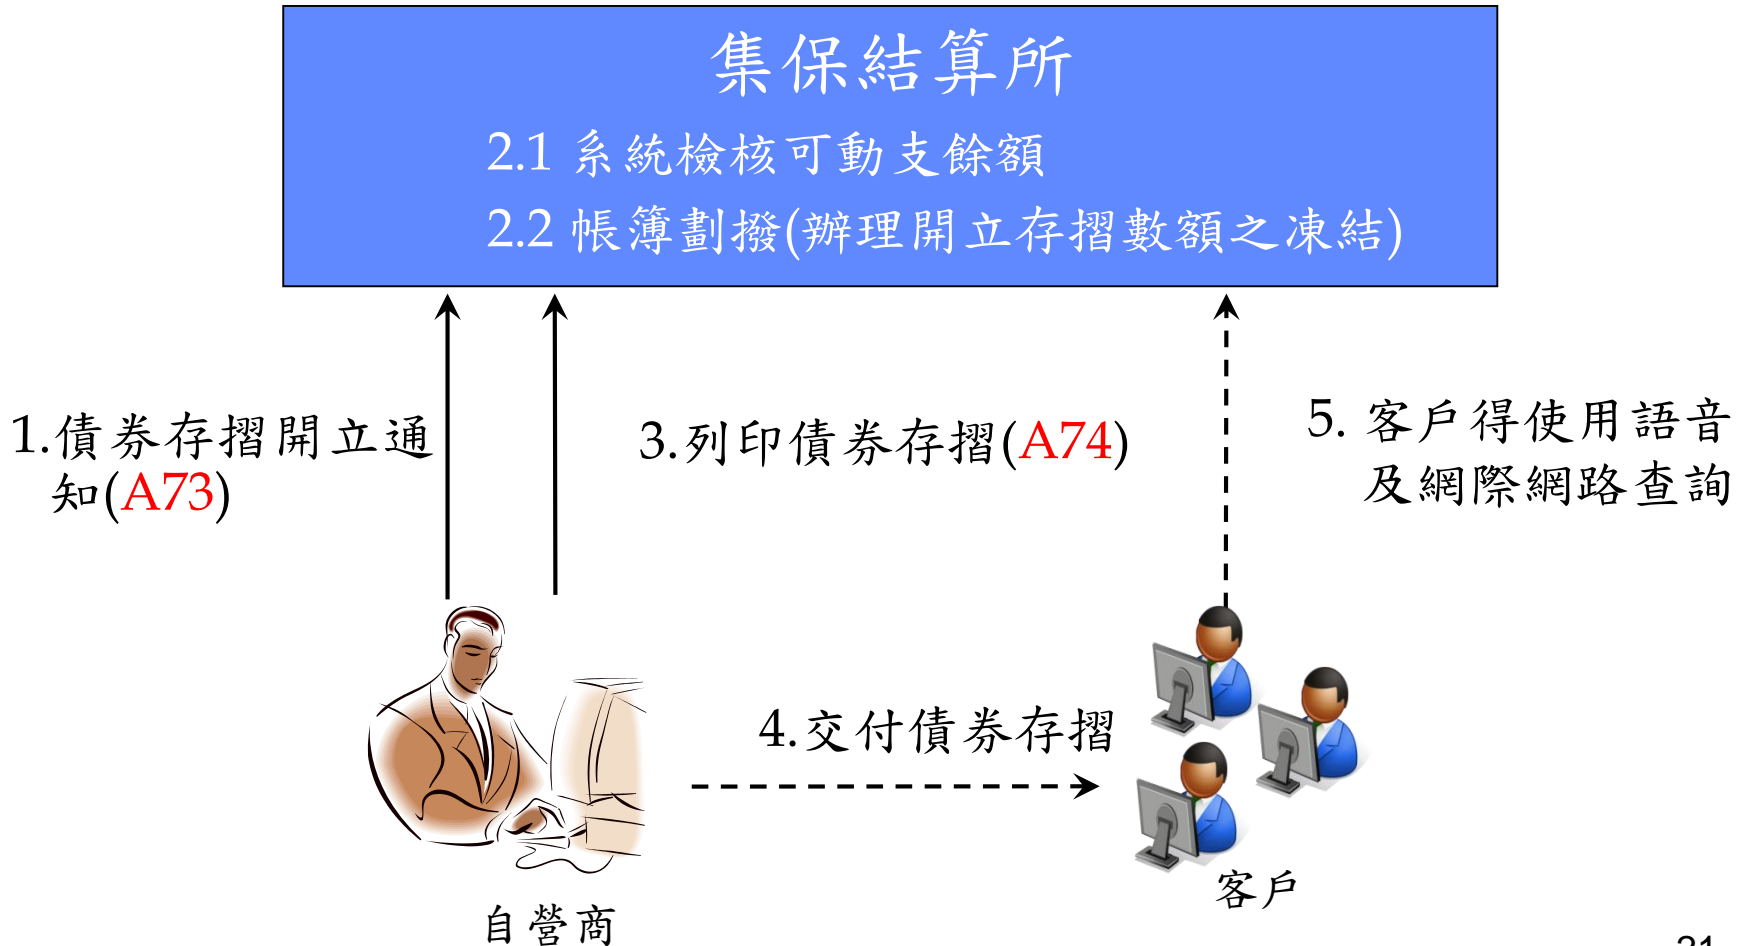 集保結算所
2.1 系統檢核可動支餘額
2.2 帳簿劃撥(辦理開立存摺數額之凍結)
1.債券存摺開立通
知(A73)
3.列印債券存摺(A74)
5. 客戶得使用語音
及網際網路查詢
4.交付債券存摺
客戶
自營商
21